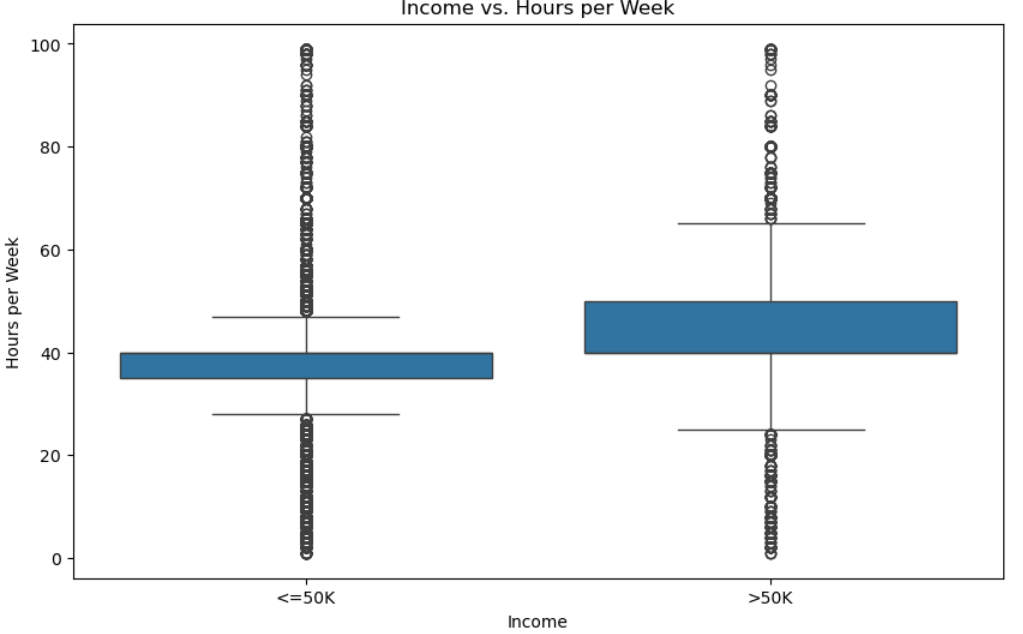 Income vs. Hours per Week
100
80
60
40
20
0
Hours per Week
<=50K
>50K
Income